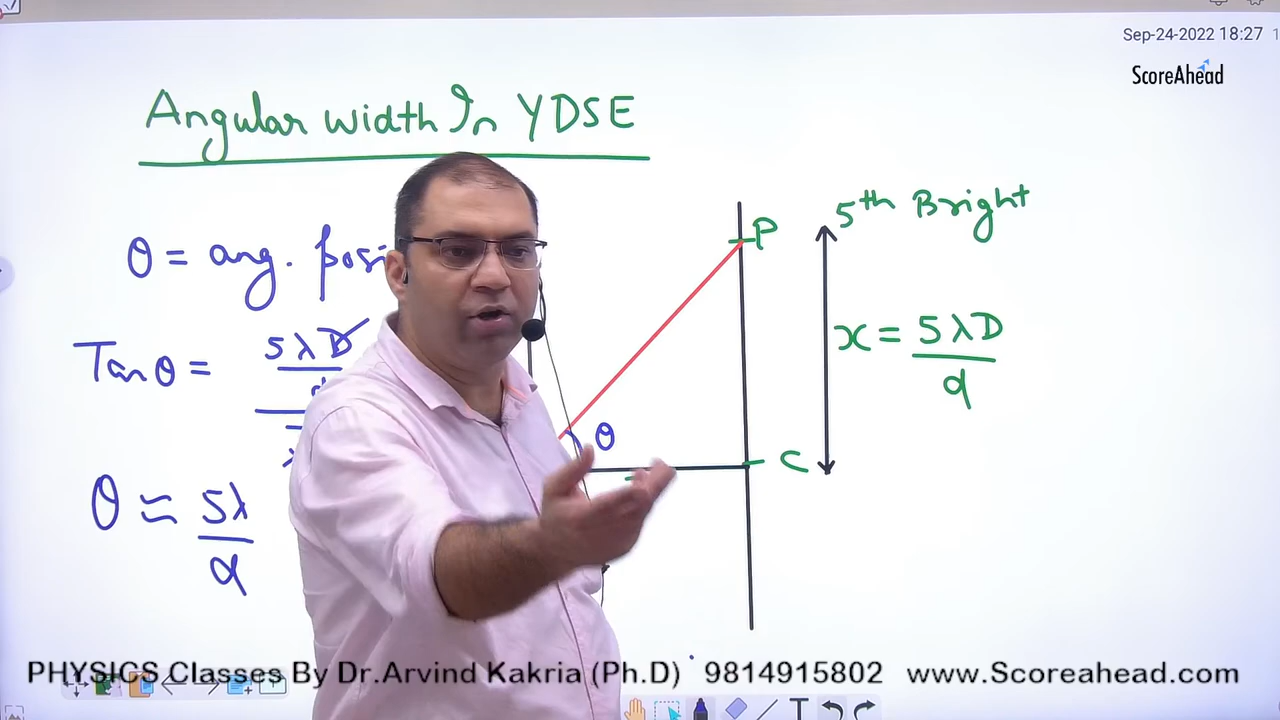 Sep-24-2022 18:27
ScoreAhead
Angular width In YDSE
θ = ang.
Tanθ = 5λD
θ ≃ 5λ
d
θ
P
C
5th Bright
x = 5λD
d
PHYSICS Classes By Dr.Arvind Kakria (Ph.D) 9814915802 www.Scoreahead.com